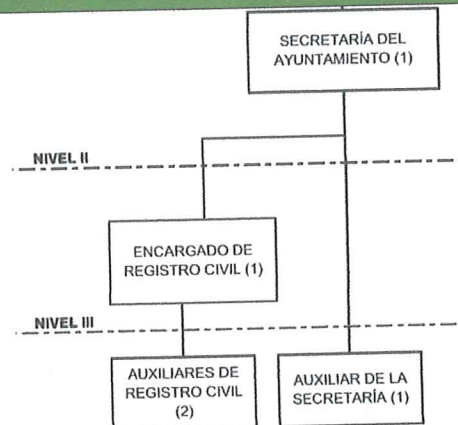 SECRETARÍA DEL
AYUNTAMIENTO (1)
NIVEL II
ENCARGADO DE
REGISTRO CIVIL (1)
NIVEL III
AUXILIARES DE
REGISTRO CIVIL
(2)
AUXILIAR DE LA
SECRETARÍA (1)